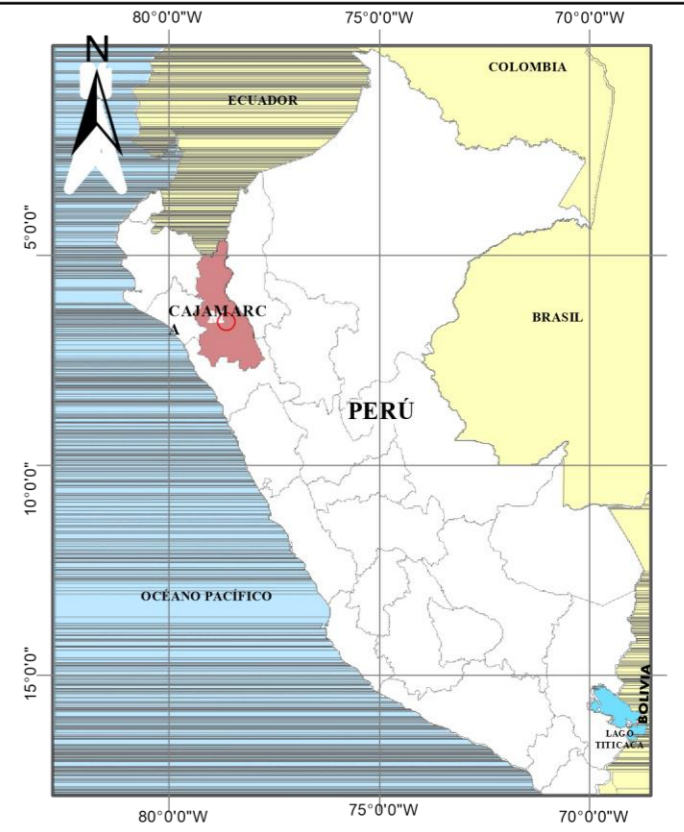 80°0'0"W 75°0'0"W 70°0'0"W
N
COLOMBIA
ECUADOR
5°0'0"
CAJAMARC
A
BRASIL
PERÚ
10°0'0"
OCÉANO PACÍFICO
15°0'0"
BOLIVIA
LAGO
TITICACA
80°0'0"W 75°0'0"W 70°0'0"W